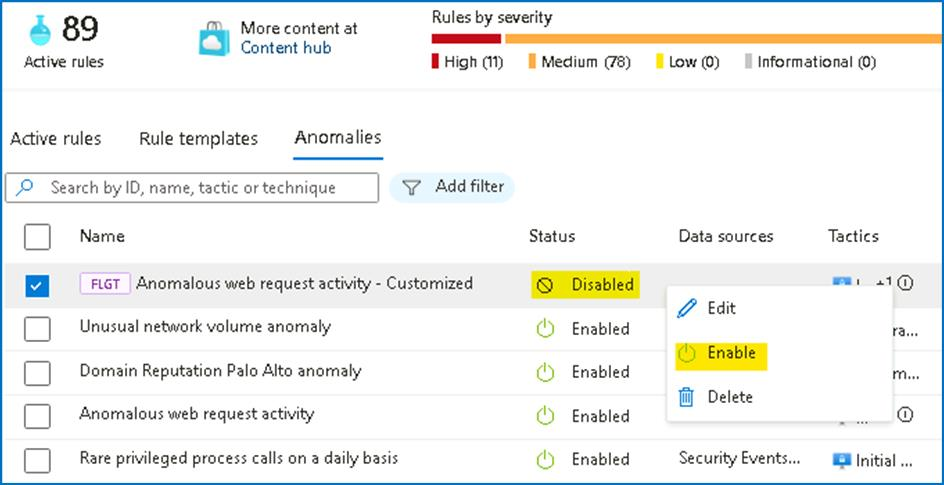 89
Active rules
More content at
Content hub
Rules by severity
High (11) Medium (78) Low (0) Informational (0)
Active rules Rule templates Anomalies
Search by ID, name, tactic or technique Add filter
Name Status Data sources Tactics
FLGT Anomalous web request activity - Customized Disabled +1
Edit
Unusual network volume anomaly Enabled ra...
Enable
Domain Reputation Palo Alto anomaly Enabled m...
Delete
Anomalous web request activity Enabled
Rare privileged process calls on a daily basis Enabled Security Events... Initial ...